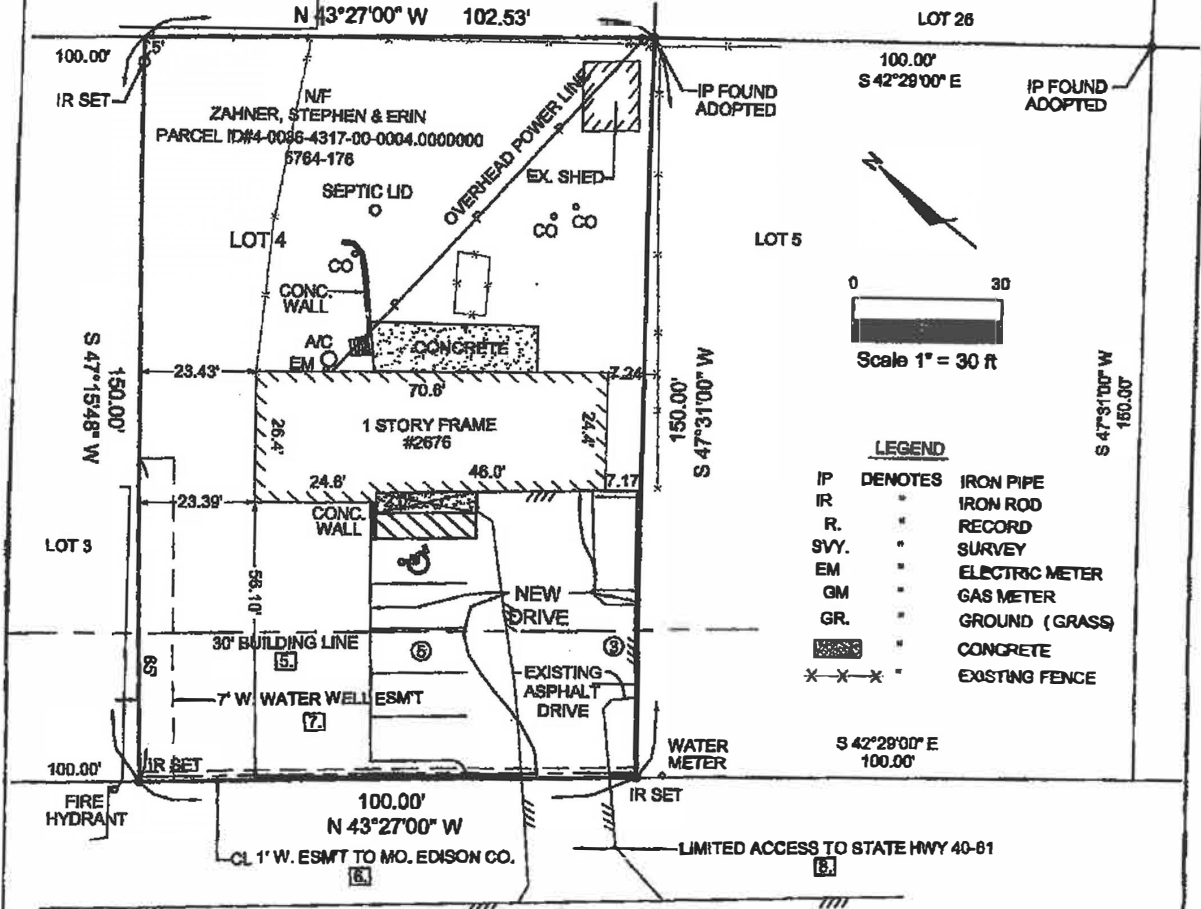 N 43°27'00" W 102.53'
LOT 26
100.00'
5'
IR SET
N/F
ZAHNER, STEPHEN & ERIN
PARCEL ID#4-0086-4317-00-0004.0000000
5764-176
OVERHEAD POWER LINE
IP FOUND
ADOPTED
100.00'
S 42°29'00" E
IP FOUND
ADOPTED
N
SEPTIC LID
EX. SHED
CO
CO
LOT 4
LOT 5
CO
CONC.
WALL
0 30
A/C
EM
CONCRETE
Scale 1" = 30 ft
S 47°15'48" W
150.00'
23.43'
70.6'
7.24
1 STORY FRAME
#2676
26.4'
24.4'
24.6'
46.0'
7.17
150.00'
S 47°31'00" W
S 47°31'00" W
150.00'
23.39'
CONC.
WALL
LOT 3
56.10'
NEW
DRIVE
30' BUILDING LINE
5.
5
3
65'
7' W. WATER WELL ESM'T
7.
EXISTING
ASPHALT
DRIVE
LEGEND
IP DENOTES IRON PIPE
IR " IRON ROD
R. " RECORD
SVY. " SURVEY
EM " ELECTRIC METER
GM " GAS METER
GR. " GROUND (GRASS)
" CONCRETE
" EXISTING FENCE
100.00'
IR SET
FIRE
HYDRANT
100.00'
N 43°27'00" W
IR SET
WATER
METER
S 42°29'00" E
100.00'
CL 1' W. ESM'T TO MO. EDISON CO.
6.
LIMITED ACCESS TO STATE HWY 40-61
8.